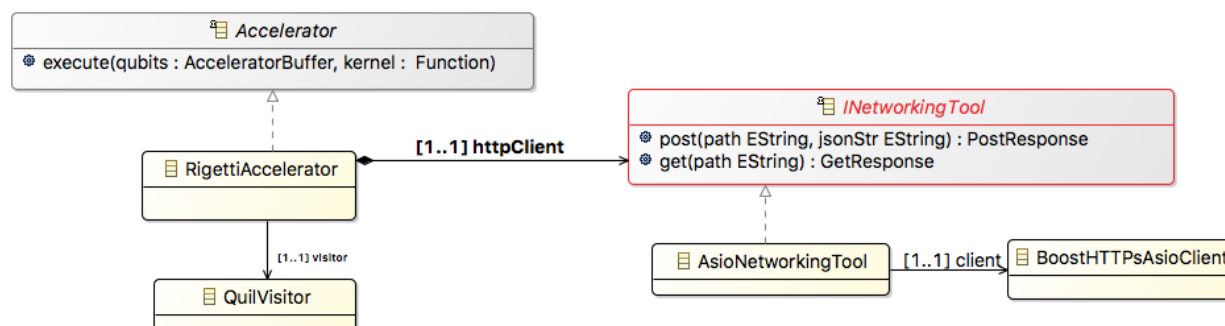 Accelerator
execute(qubits : AcceleratorBuffer, kernel : Function)
INetworkingTool
post(path EString, jsonStr EString) : PostResponse
get(path EString) : GetResponse
[1..1] httpClient
RigettiAccelerator
[1..1] visitor
QuilVisitor
AsioNetworkingTool
[1..1] client
BoostHTTPsAsioClient